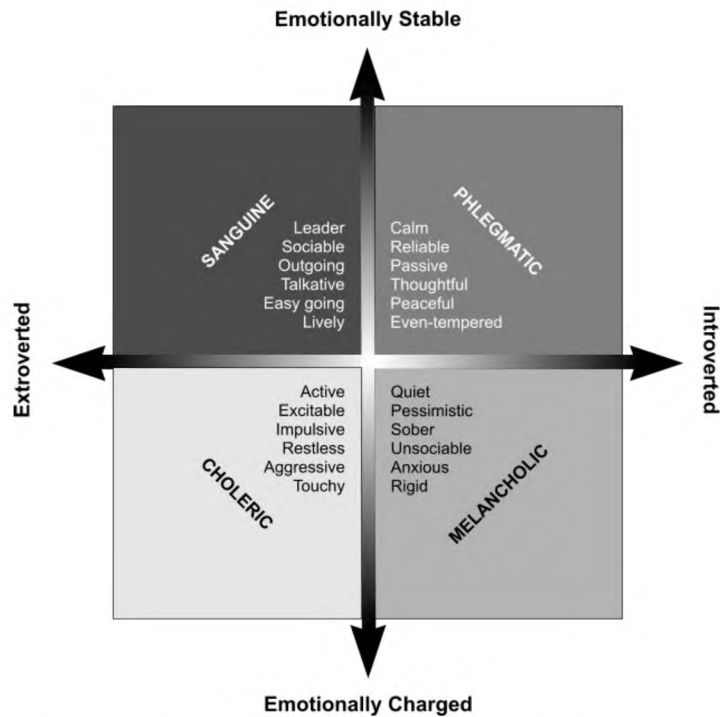 Emotionally Stable
SANGUINE
Leader
Sociable
Outgoing
Talkative
Easy going
Lively
PHLEGMATIC
Calm
Reliable
Passive
Thoughtful
Peaceful
Even-tempered
Extroverted
Introverted
CHOLERIC
Active
Excitable
Impulsive
Restless
Aggressive
Touchy
MELANCHOLIC
Quiet
Pessimistic
Sober
Unsociable
Anxious
Rigid
Emotionally Charged